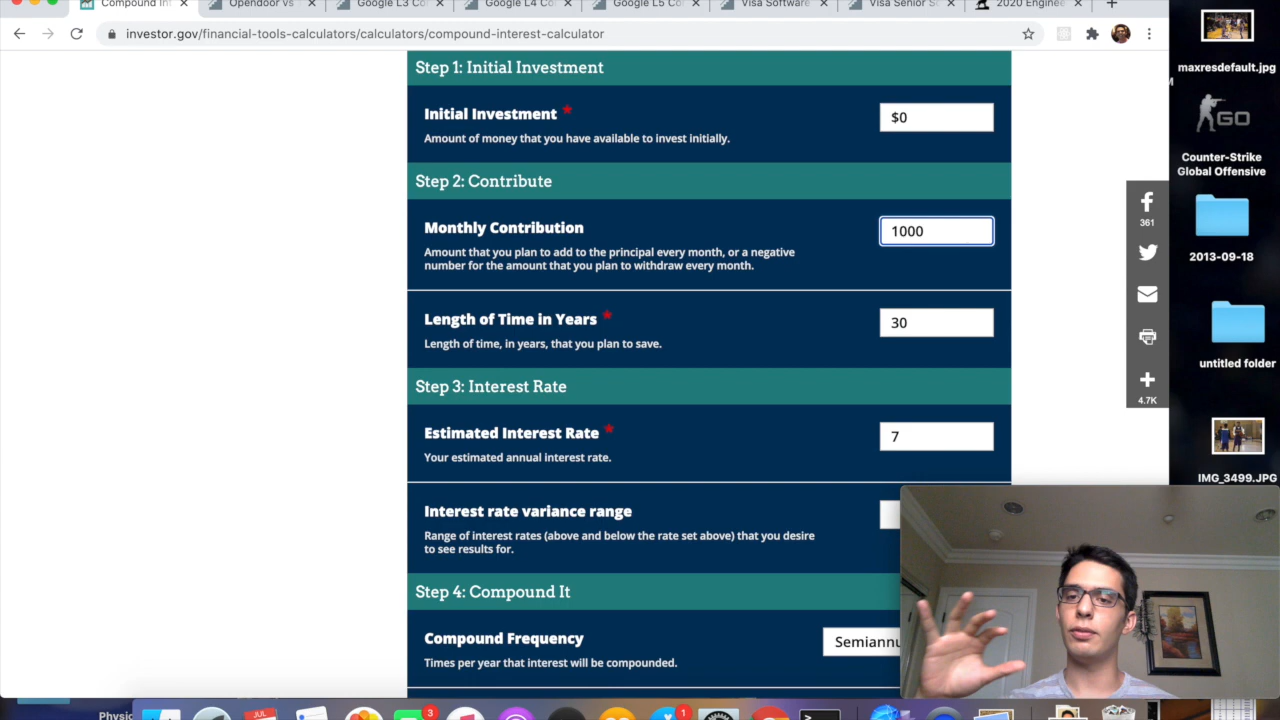 Compound Int
Opendoor vs
Google L3 Co
Google L4 Co
Google L5 Co
Visa Software
Visa Senior S
2020 Enginee
investor.gov/financial-tools-calculators/calculators/compound-interest-calculator
Step 1: Initial Investment
Initial Investment *
$0
Amount of money that you have available to invest initially.
Step 2: Contribute
Monthly Contribution
1000
Amount that you plan to add to the principal every month, or a negative
number for the amount that you plan to withdraw every month.
Length of Time in Years *
30
Length of time, in years, that you plan to save.
Step 3: Interest Rate
Estimated Interest Rate *
7
Your estimated annual interest rate.
Interest rate variance range
Range of interest rates (above and below the rate set above) that you desire
to see results for.
Step 4: Compound It
Compound Frequency
Semiannu
Times per year that interest will be compounded.
361
4.7K
maxresdefault.jpg
M
GO
Counter-Strike
Global Offensive
2013-09-18
untitled folder
IMG_3499.JPG
Physic
JUL
3
1